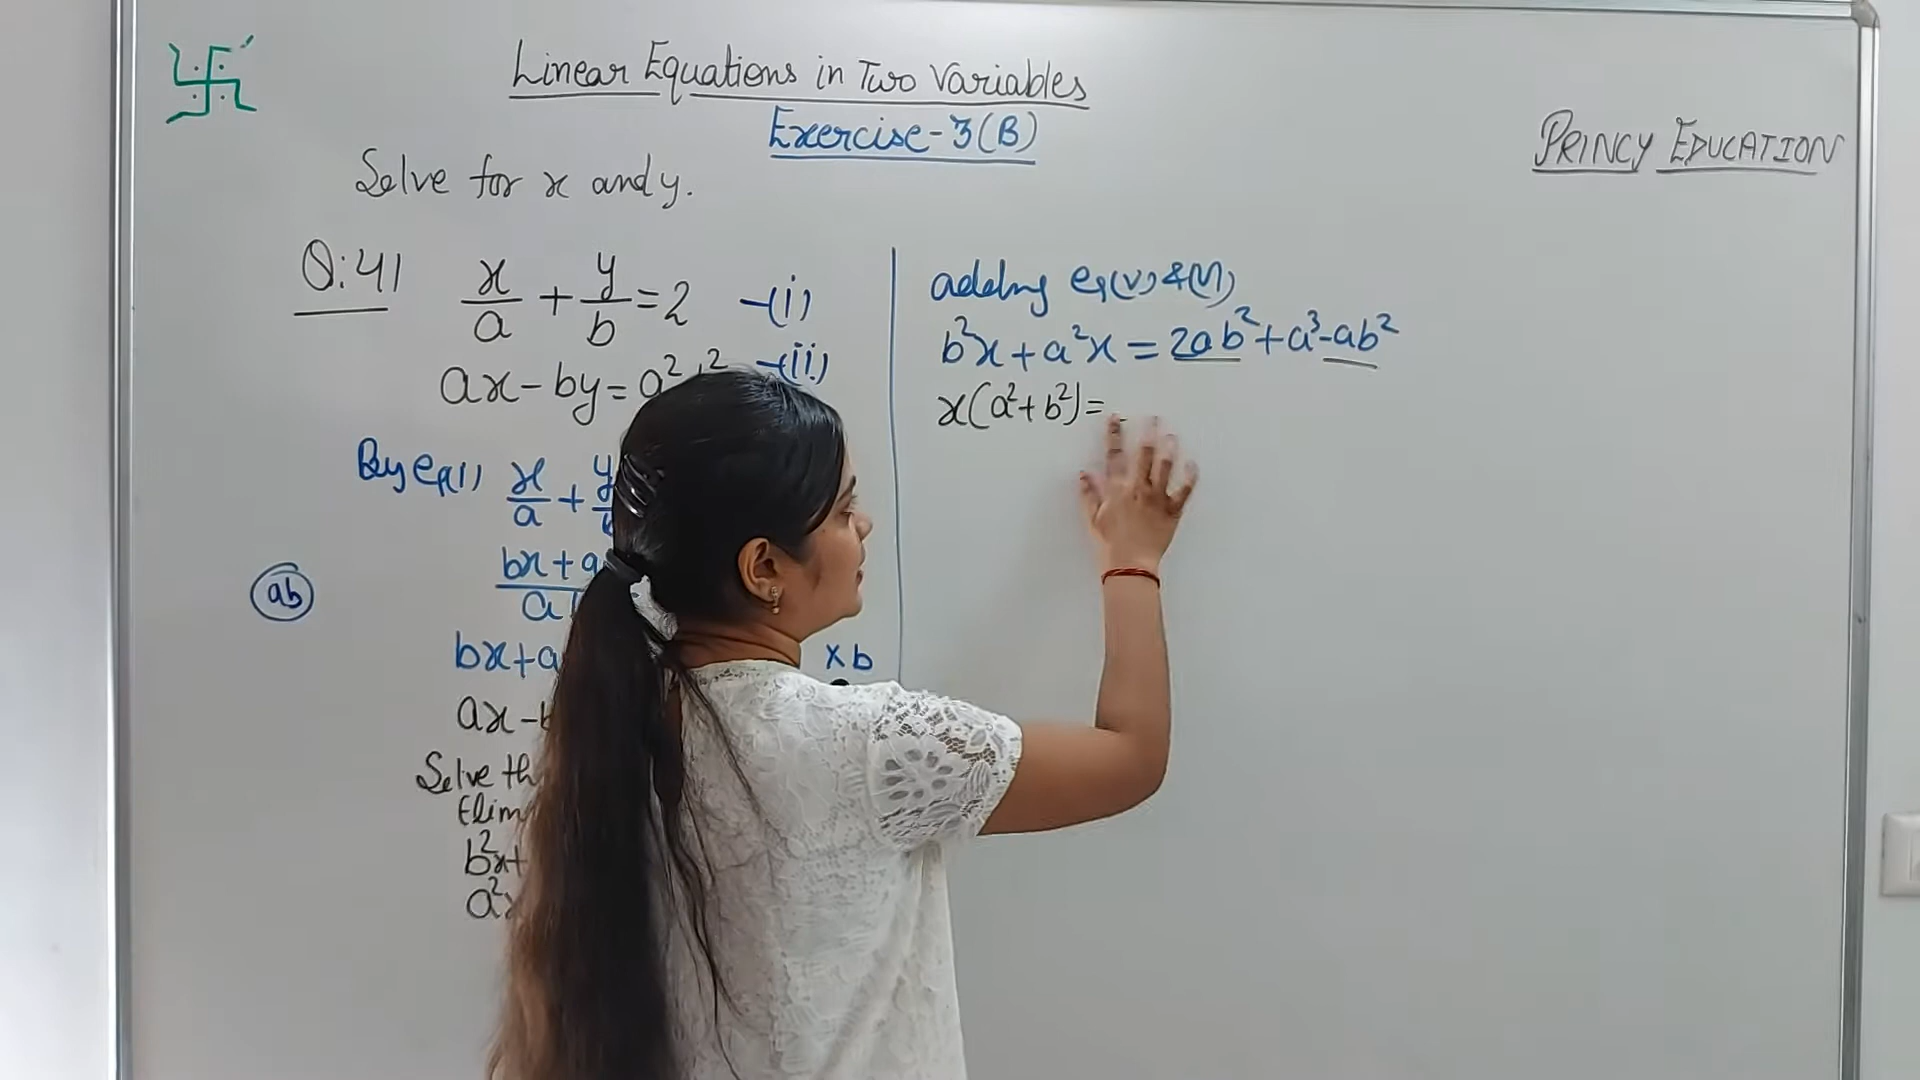 Linear Equations in Two Variables
Exercise-3(B)
PRINCY EDUCATION
Solve for x and y.
Q:41 x/a + y/b = 2 -(i)
ax - by = a² b² -(ii)
By eq(1) x/a + y
bx + a
ab
bx + a × b
ax - b
Solve th
Elim
b²x +
a²
adding eq(v) & (vi)
b²x + a²x = 2ab² + a³ - ab²
x(a² + b²) =